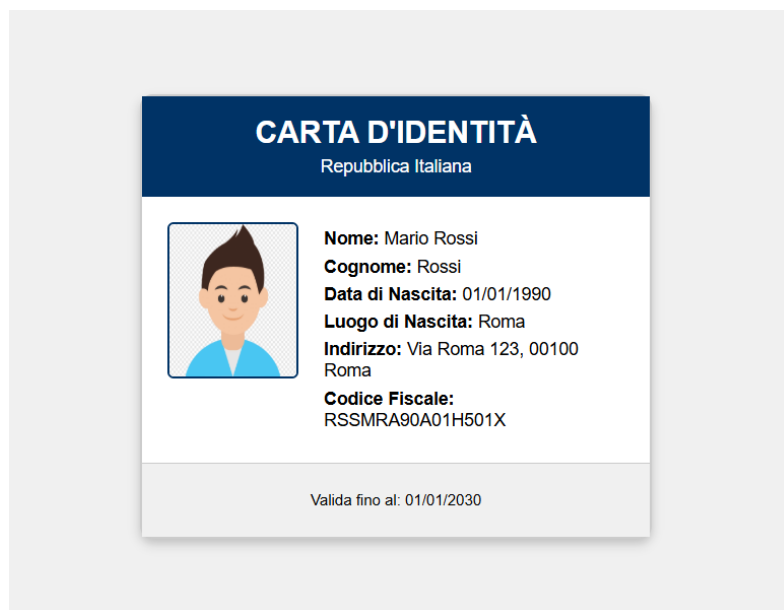 CARTA D'IDENTITÀ
Repubblica Italiana
Nome: Mario Rossi
Cognome: Rossi
Data di Nascita: 01/01/1990
Luogo di Nascita: Roma
Indirizzo: Via Roma 123, 00100
Roma
Codice Fiscale:
RSSMRA90A01H501X
Valida fino al: 01/01/2030